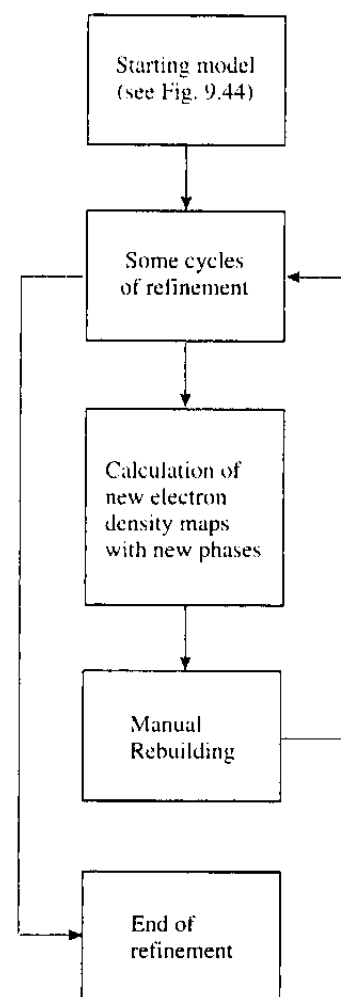 Starting model
(see Fig. 9.44)
Some cycles
of refinement
Calculation of
new electron
density maps
with new phases
Manual
Rebuilding
End of
refinement